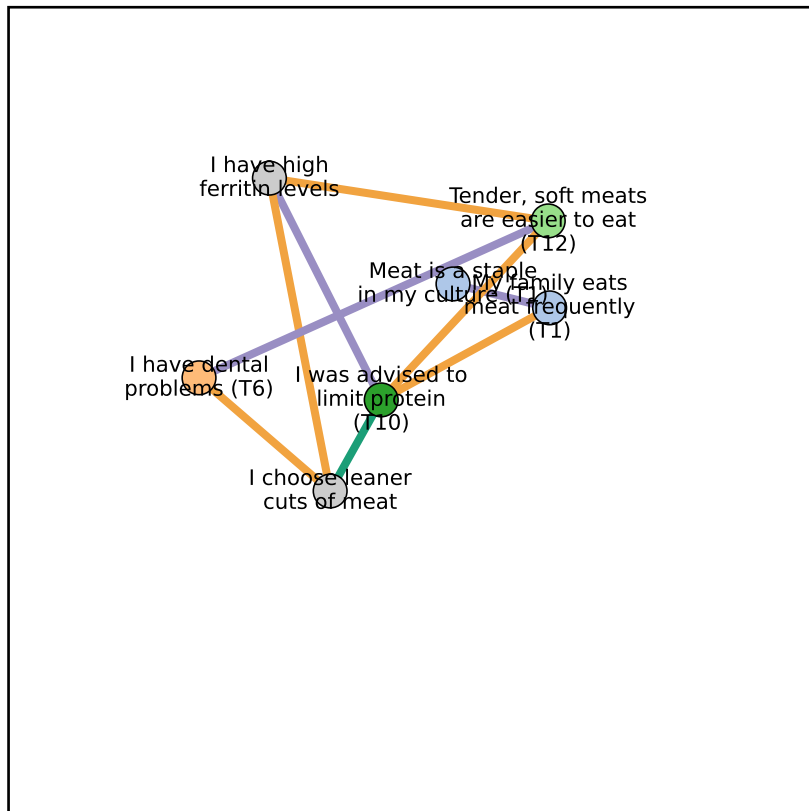 I have high
ferritin levels
Tender, soft meats
are easier to eat
(T12)
Meat is a staple
in my culture (T1)
My family eats
meat frequently
(T1)
I have dental
problems (T6)
I was advised to
limit protein
(T10)
I choose leaner
cuts of meat